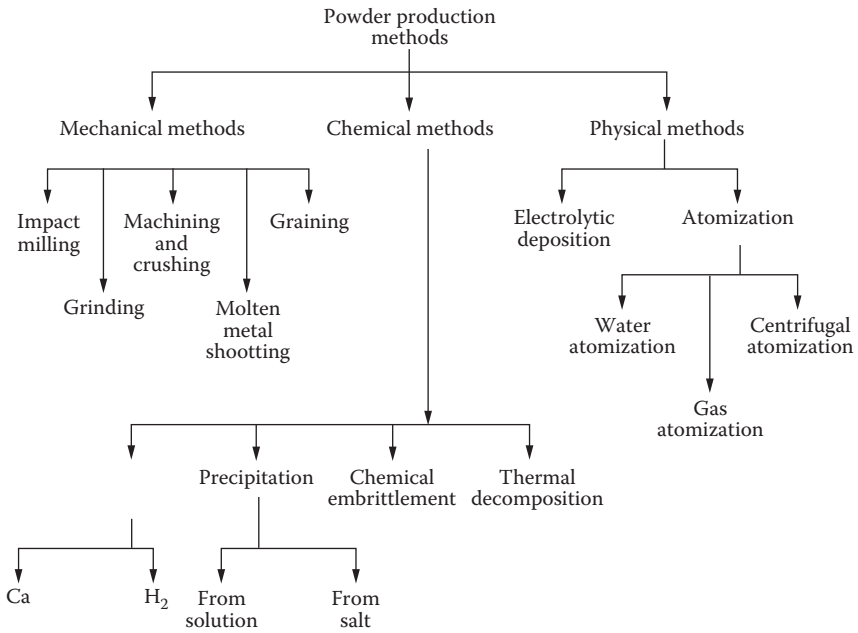 Powder production
methods
Mechanical methods
Chemical methods
Physical methods
Impact
milling
Machining
and
crushing
Graining
Grinding
Molten
metal
shootting
Electrolytic
deposition
Atomization
Water
atomization
Centrifugal
atomization
Gas
atomization
Precipitation
Chemical
embrittlement
Thermal
decomposition
Ca
H₂
From
solution
From
salt